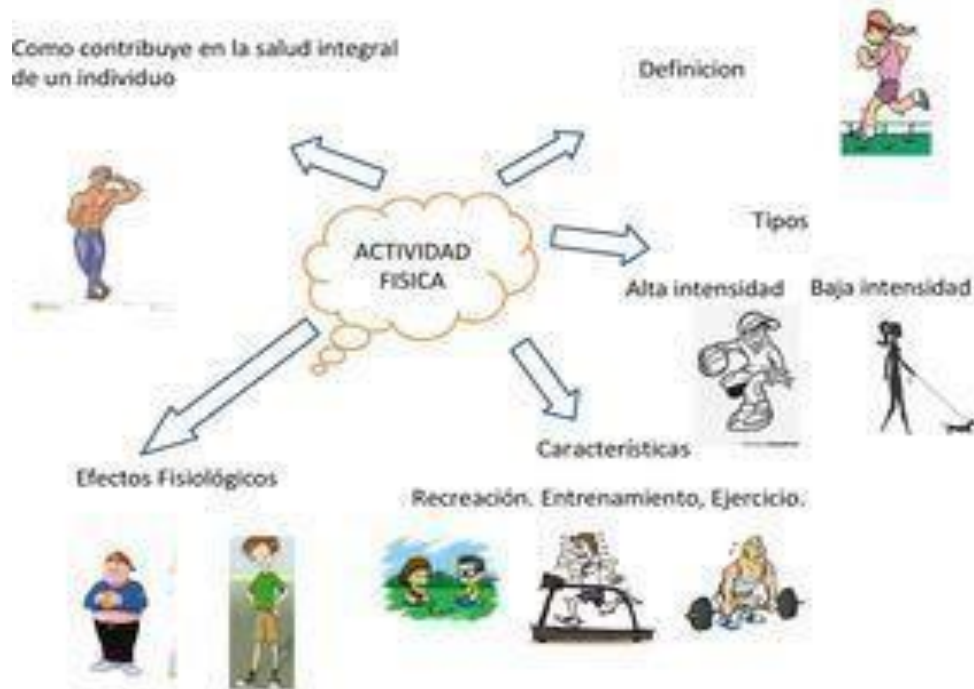 Como contribuye en la salud integral
de un individuo
Definicion
ACTIVIDAD
FISICA
Tipos
Alta intensidad
Baja intensidad
Características
Efectos Fisiológicos
Recreación. Entrenamiento, Ejercicio.